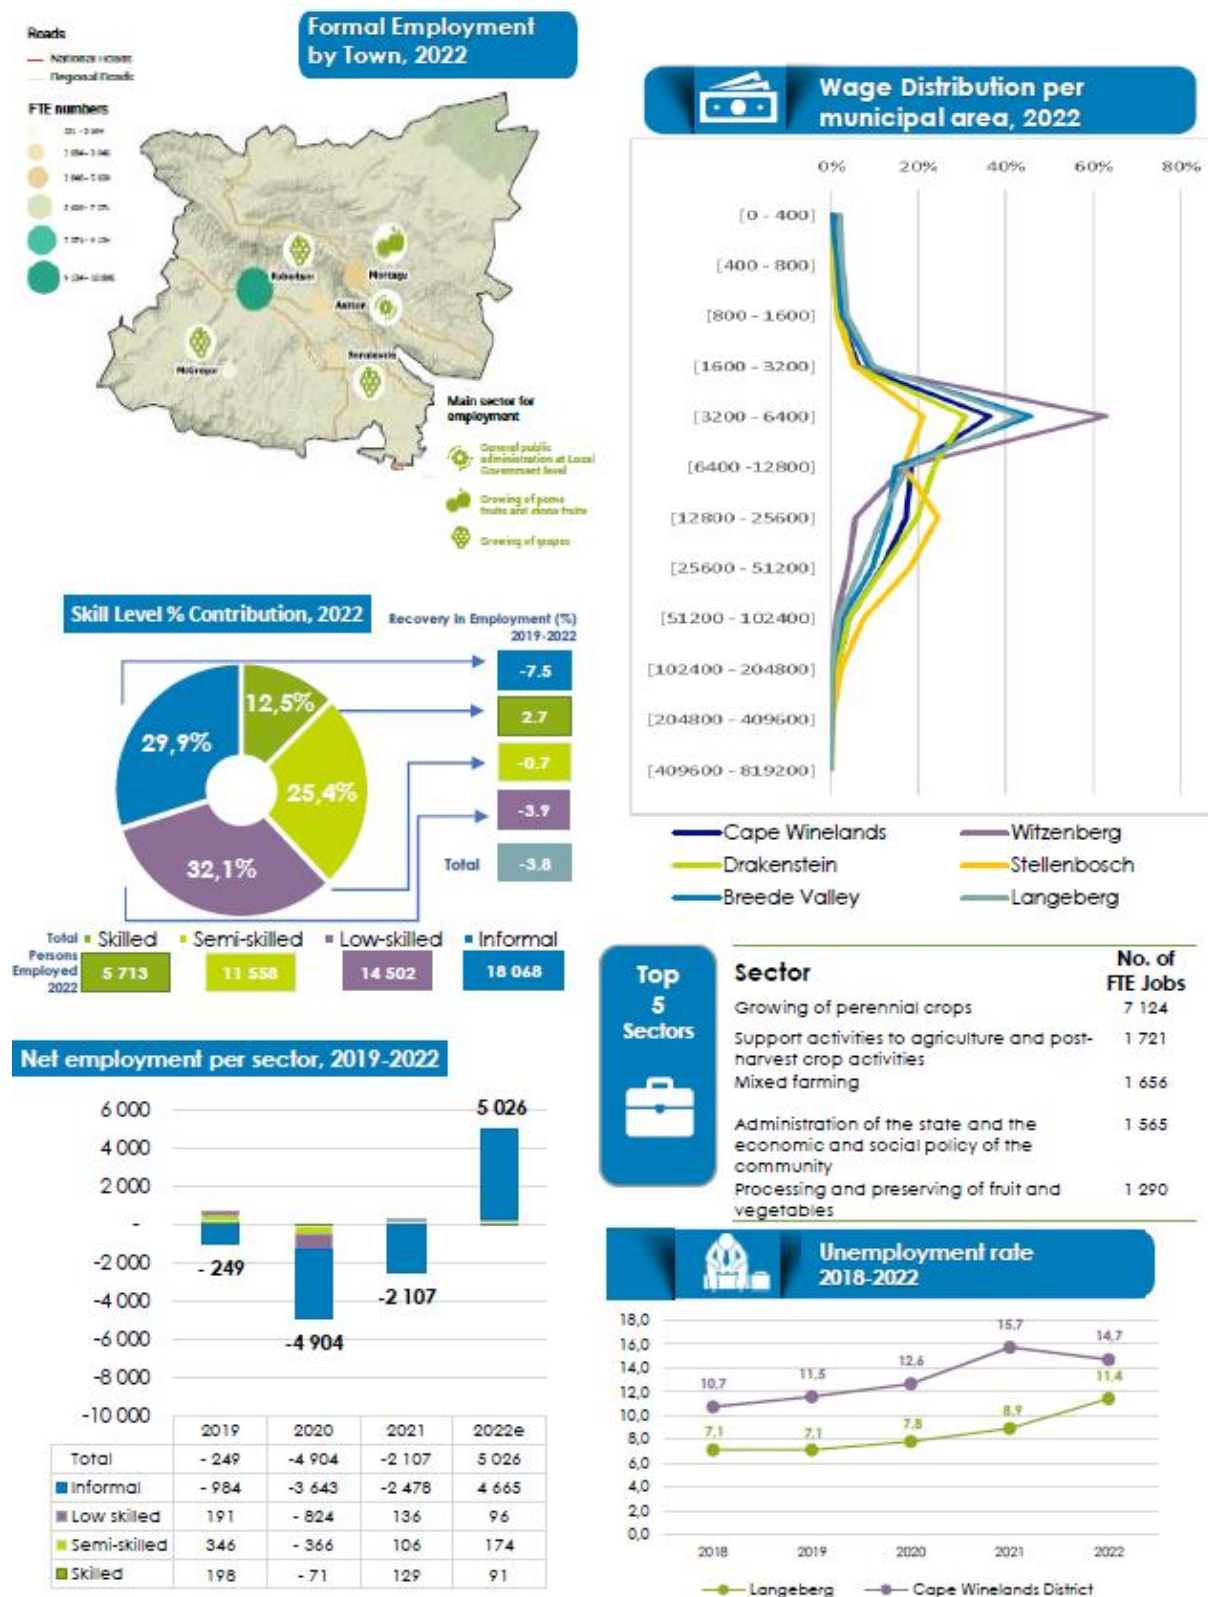 Formal Employment
by Town, 2022
Roads
National Roads
Regional Roads
FTE numbers
Robertson
Montagu
Ashton
Bonnievale
McGregor
Main sector for
employment
General public
administration at Local
Government level
Growing of pome
fruits and stone fruits
Growing of grapes
Wage Distribution per
municipal area, 2022
0% 20% 40% 60% 80%
[0 - 400]
[400 - 800]
[800 - 1600]
[1600 - 3200]
[3200 - 6400]
[6400 -12800]
[12800 - 25600]
[25600 - 51200]
[51200 - 102400]
[102400 - 204800]
[204800 - 409600]
[409600 - 819200]
Cape Winelands Witzenberg
Drakenstein Stellenbosch
Breede Valley Langeberg
Skill Level % Contribution, 2022
Recovery in Employment (%)
2019-2022
-7.5
2.7
-0.7
-3.9
Total -3.8
12,5%
29,9%
25,4%
32,1%
Skilled Semi-skilled Low-skilled Informal
Total
Persons
Employed
2022
5 713 11 558 14 502 18 068
Top
5
Sectors
Sector No. of
FTE Jobs
Growing of perennial crops 7 124
Support activities to agriculture and post- 1 721
harvest crop activities
Mixed farming 1 656
Administration of the state and the 1 565
economic and social policy of the
community
Processing and preserving of fruit and 1 290
vegetables
Net employment per sector, 2019-2022
6 000
4 000
2 000
-
-2 000
-4 000
-6 000
-8 000
-10 000
- 249
-4 904
-2 107
5 026
2019 2020 2021 2022e
Total - 249 -4 904 -2 107 5 026
Informal - 984 -3 643 -2 478 4 665
Low skilled 191 - 824 136 96
Semi-skilled 346 - 366 106 174
Skilled 198 - 71 129 91
Unemployment rate
2018-2022
18,0
16,0
14,0
12,0
10,0
8,0
6,0
4,0
2,0
0,0
10,7 11,5 12,6 15,7 14,7
7,1 7,1 7,8 8,9 11,4
2018 2019 2020 2021 2022
Langeberg Cape Winelands District